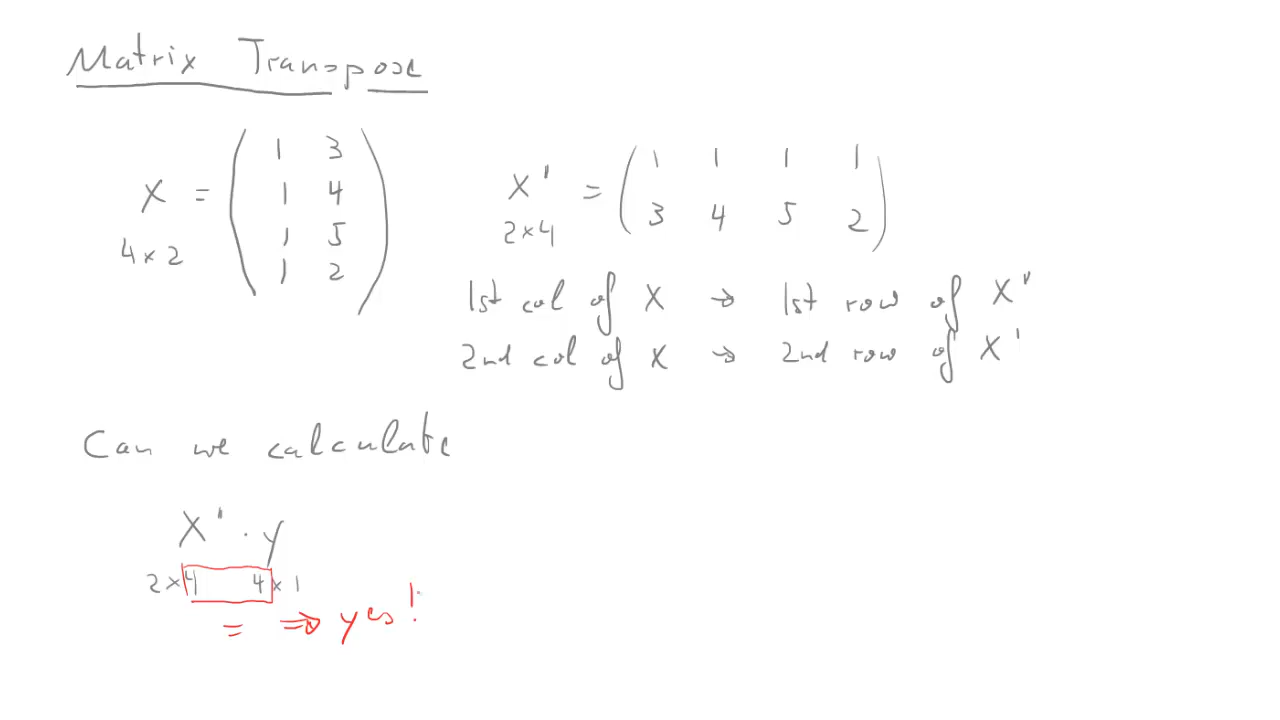 Matrix Transpose
X = ( 1 3
1 4
1 5
1 2 )
4 x 2
X' = ( 1 1 1 1
3 4 5 2 )
2 x 4
1st col of X → 1st row of X'
2nd col of X → 2nd row of X'
Can we calculate
X' · y
2 x 4 4 x 1
= ⇒ yes!